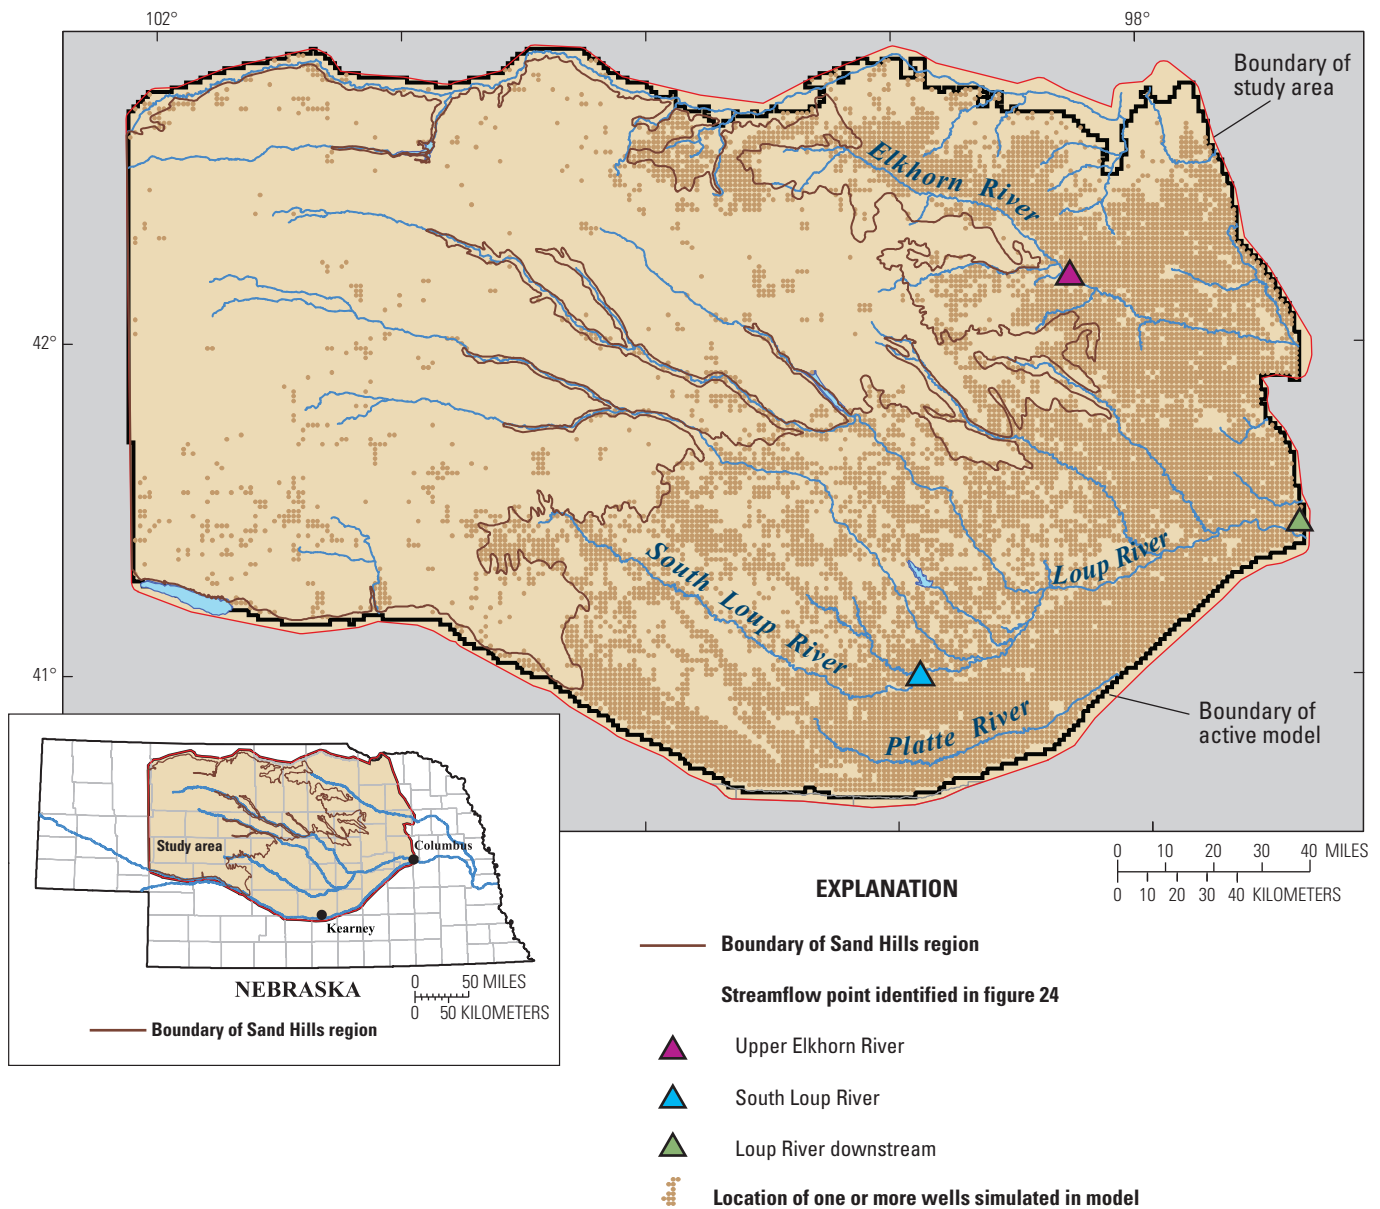 102°
98°
Boundary of
study area
Elkhorn River
42°
South Loup River
Loup River
41°
Platte River
Boundary of
active model
Study area
Columbus
Kearney
NEBRASKA
0 50 MILES
0 50 KILOMETERS
Boundary of Sand Hills region
0 10 20 30 40 MILES
0 10 20 30 40 KILOMETERS
EXPLANATION
Boundary of Sand Hills region
Streamflow point identified in figure 24
Upper Elkhorn River
South Loup River
Loup River downstream
Location of one or more wells simulated in model